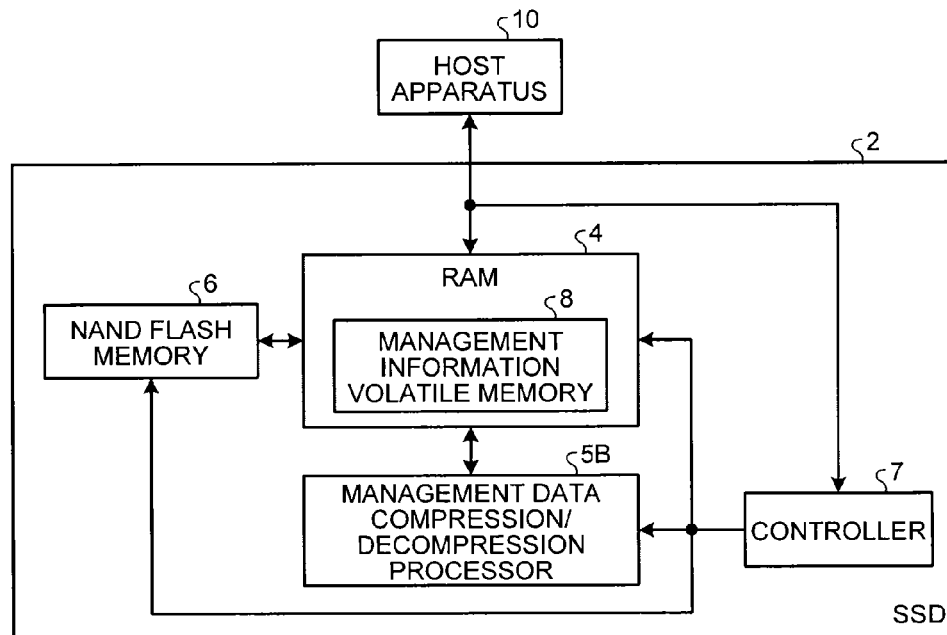 10
HOST
APPARATUS
2
4
RAM
6
NAND FLASH
MEMORY
8
MANAGEMENT
INFORMATION
VOLATILE MEMORY
5B
MANAGEMENT DATA
COMPRESSION/
DECOMPRESSION
PROCESSOR
7
CONTROLLER
SSD